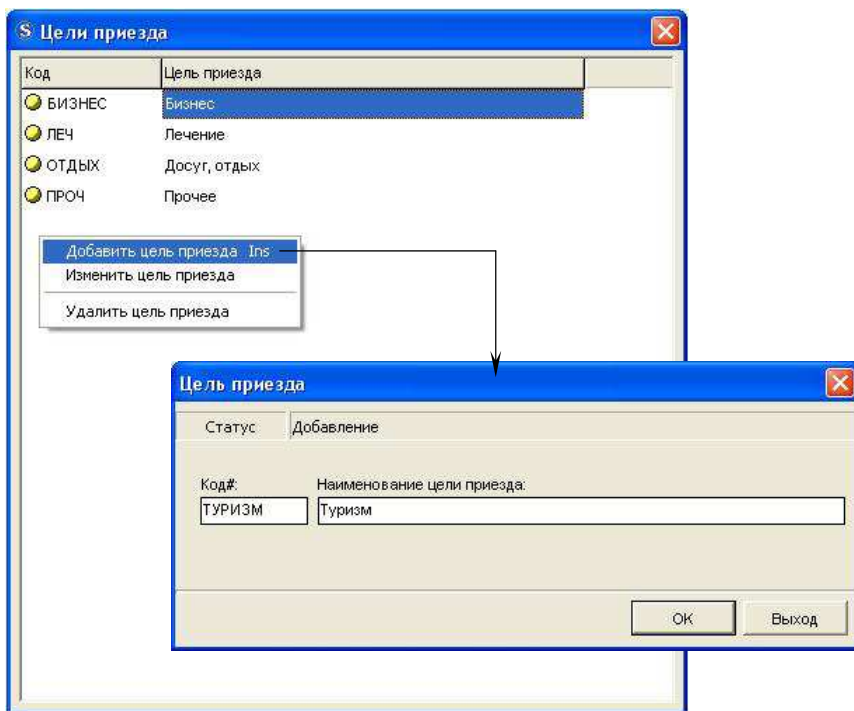 S Цели приезда
Код Цель приезда
БИЗНЕС Бизнес
ЛЕЧ Лечение
ОТДЫХ Досуг, отдых
ПРОЧ Прочее
Добавить цель приезда Ins
Изменить цель приезда
Удалить цель приезда
Цель приезда
Статус Добавление
Код#: Наименование цели приезда:
ТУРИЗМ Туризм
OK Выход